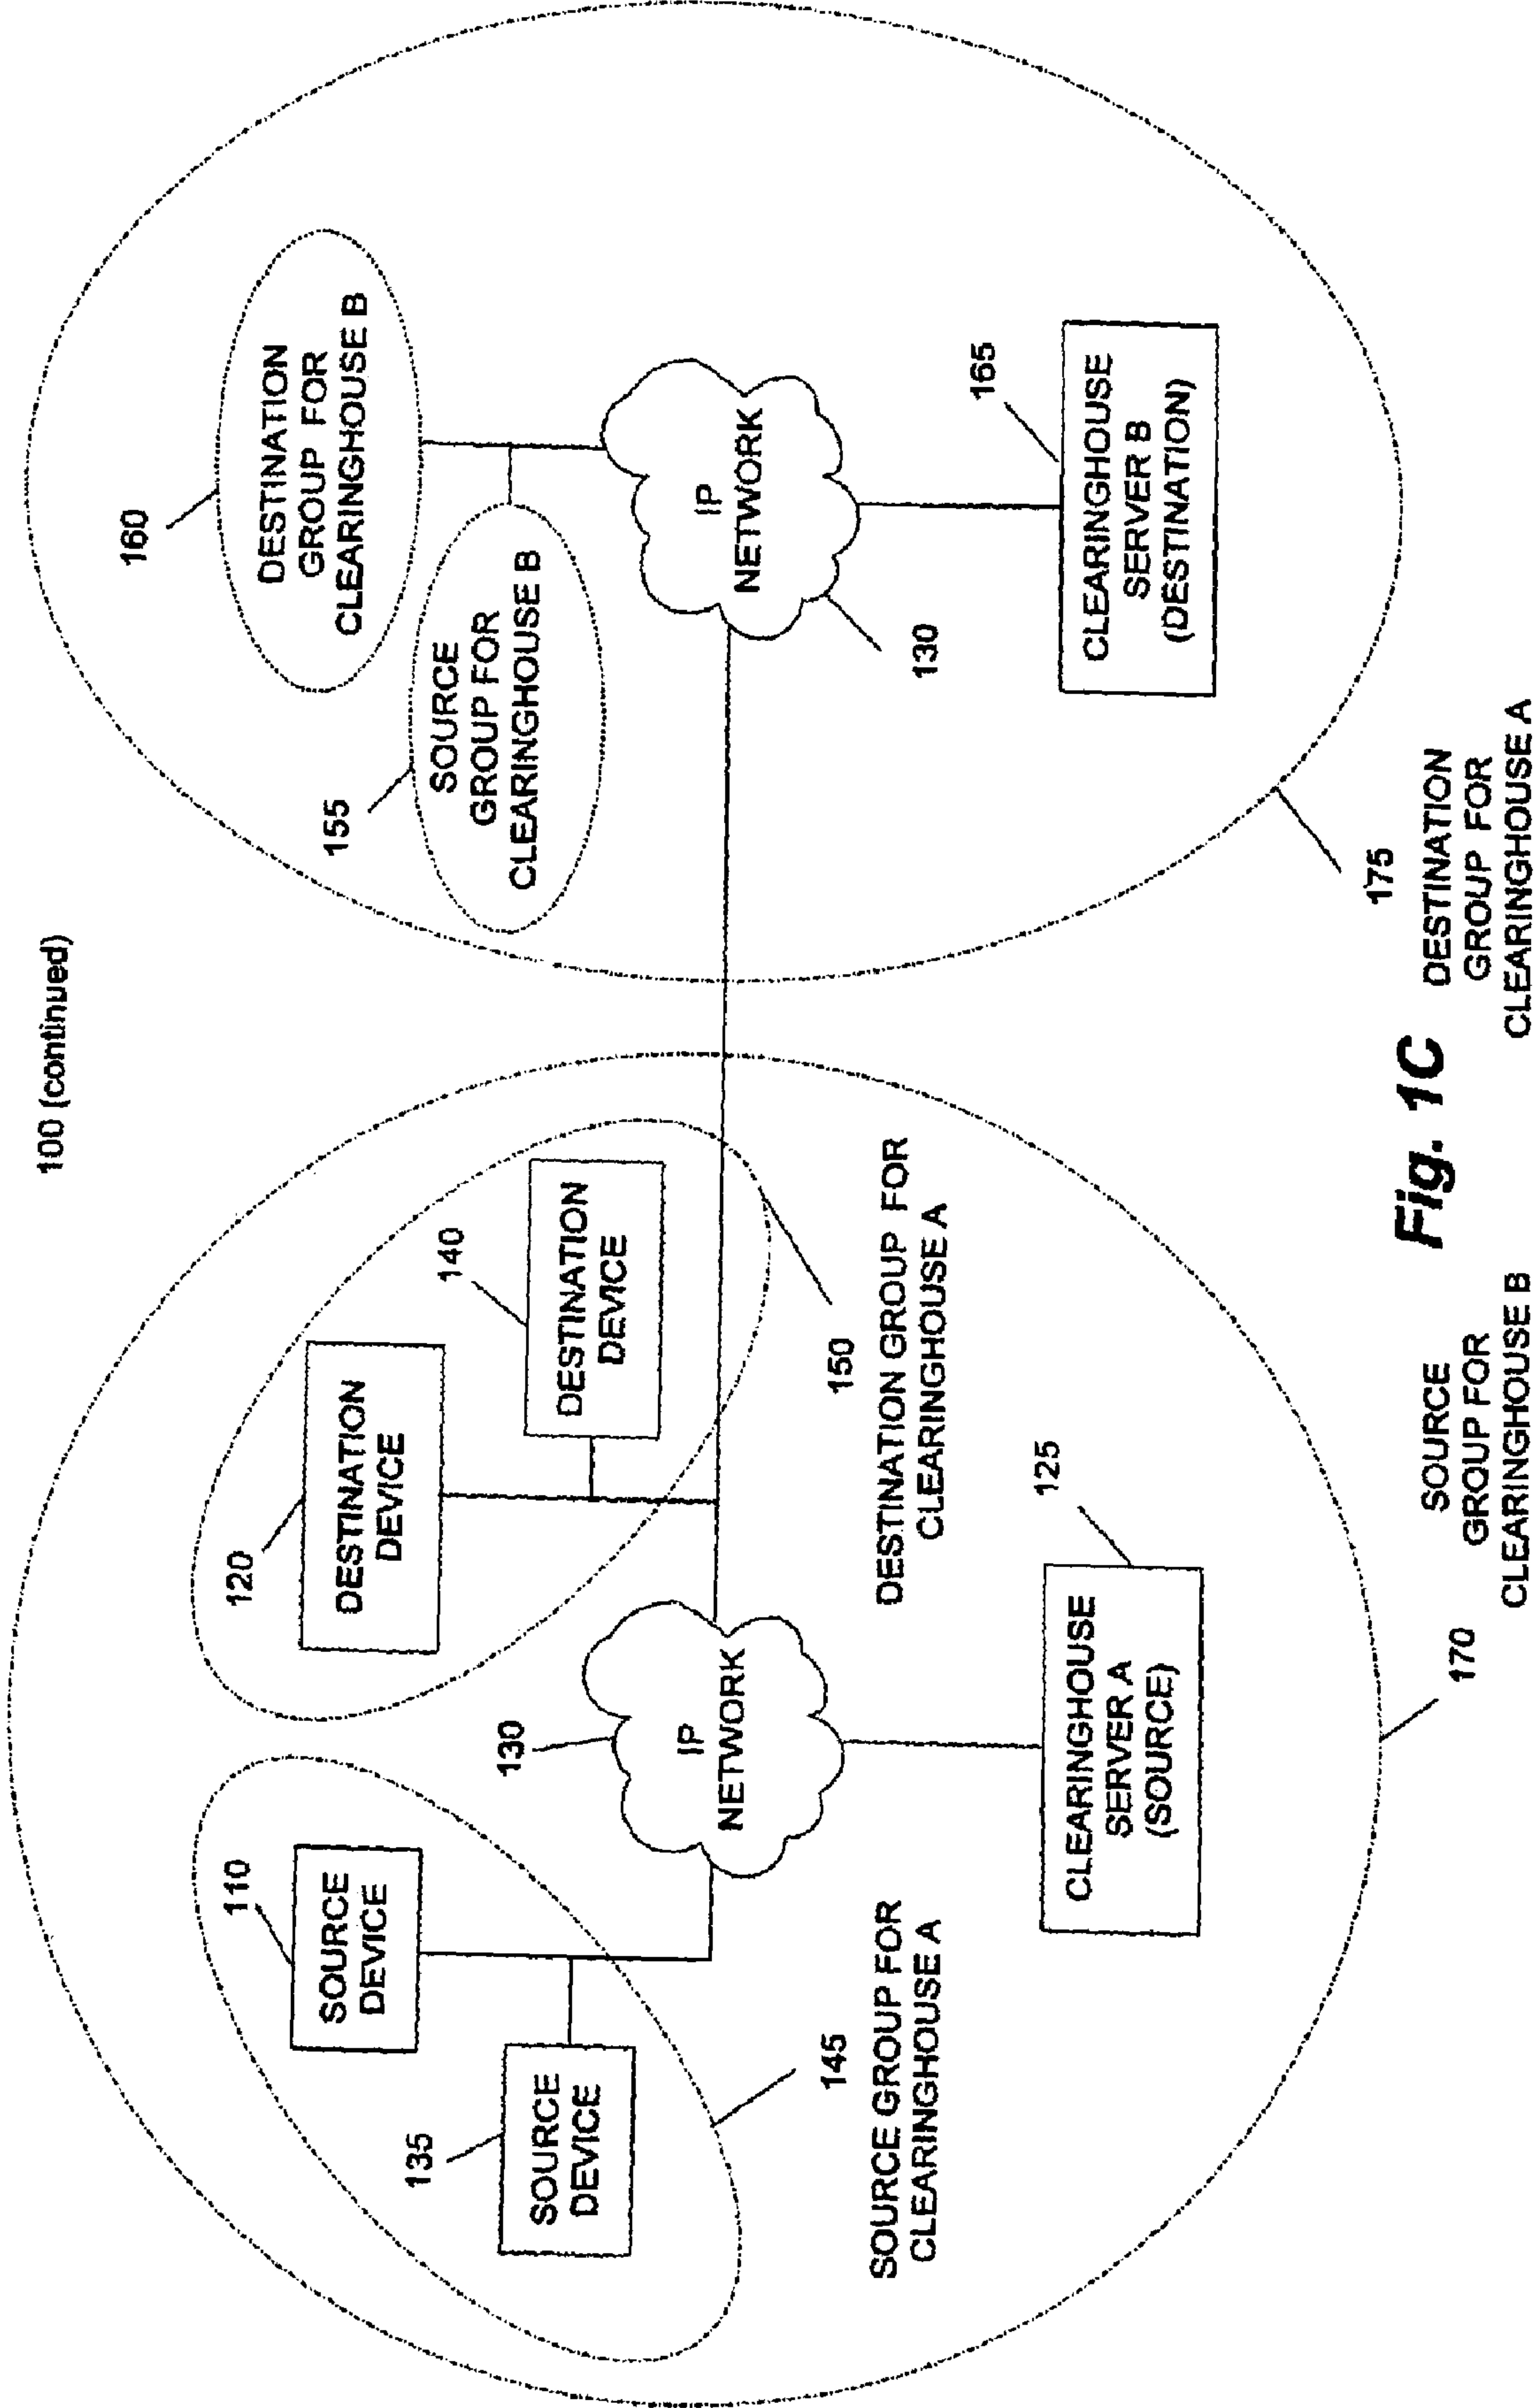 100 (continued)
110
SOURCE
DEVICE
135
SOURCE
DEVICE
145
SOURCE GROUP FOR
CLEARINGHOUSE A
120
DESTINATION
DEVICE
140
DESTINATION
DEVICE
150
DESTINATION GROUP FOR
CLEARINGHOUSE A
130
IP
NETWORK
125
CLEARINGHOUSE
SERVER A
(SOURCE)
170
SOURCE
GROUP FOR
CLEARINGHOUSE B
160
DESTINATION
GROUP FOR
CLEARINGHOUSE B
155
SOURCE
GROUP FOR
CLEARINGHOUSE B
IP
NETWORK
130
165
CLEARINGHOUSE
SERVER B
(DESTINATION)
175
DESTINATION
GROUP FOR
CLEARINGHOUSE A
Fig. 1C